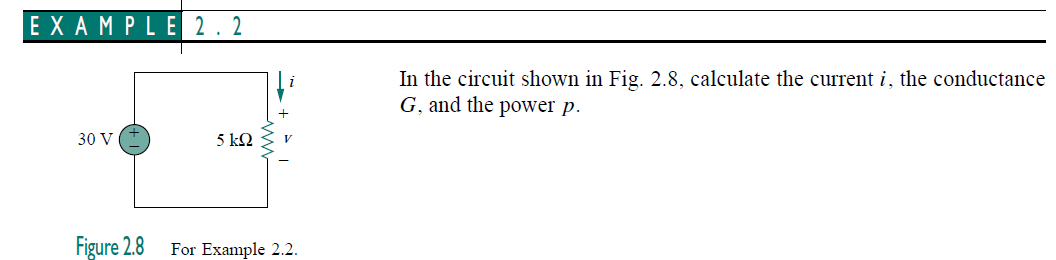 EXAMPLE 2.2
In the circuit shown in Fig. 2.8, calculate the current i, the conductance
G, and the power p.
i
+
30 V
+
−
5 kΩ
v
−
Figure 2.8 For Example 2.2.